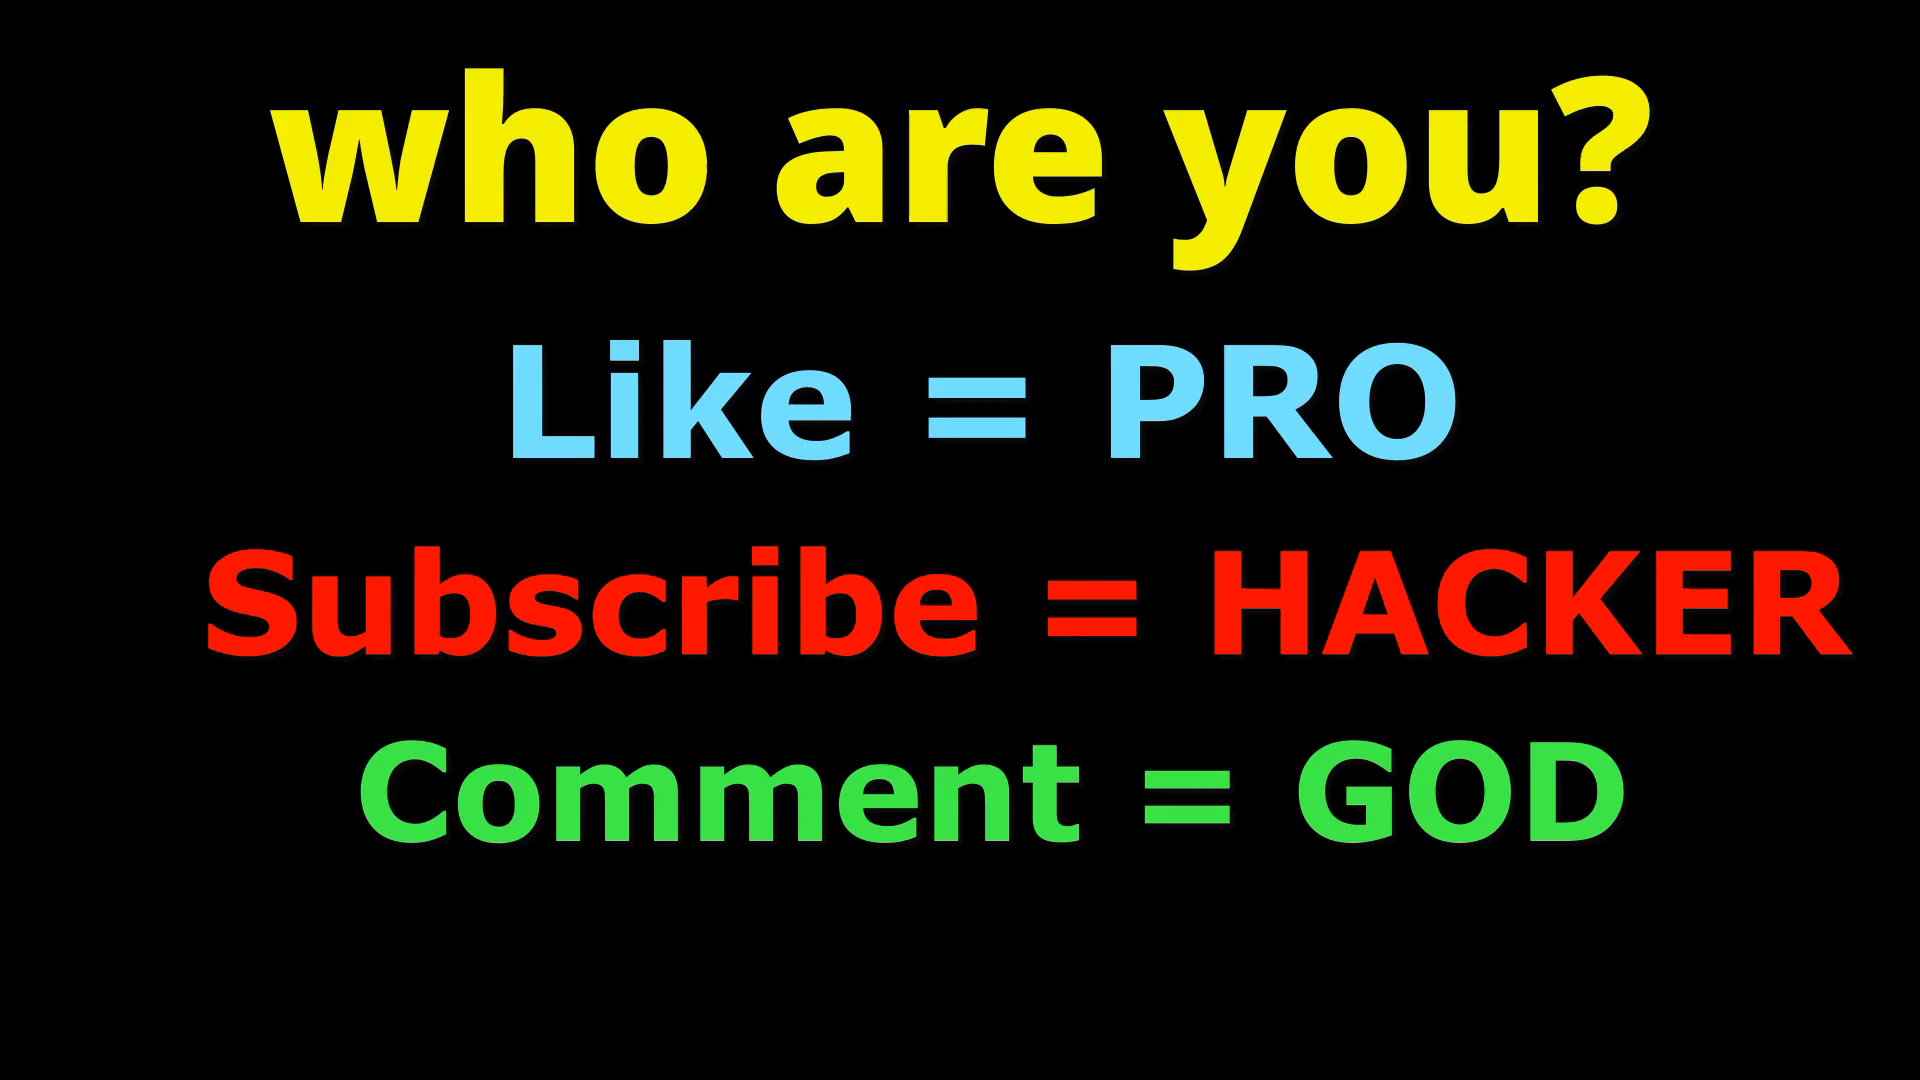 who are you?
Like = PRO
Subscribe = HACKER
Comment = GOD